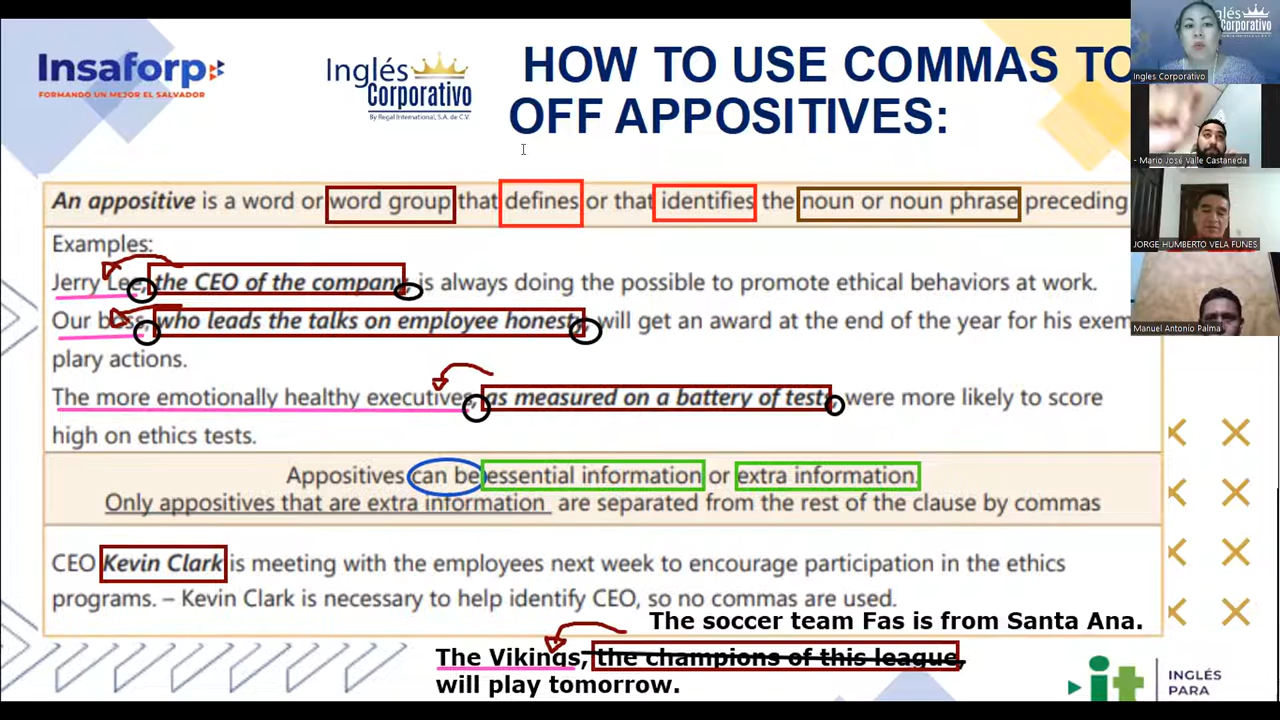 Insaforp
FORMANDO UN MEJOR EL SALVADOR
Inglés
Corporativo
By Regal International, S.A. de C.V.
HOW TO USE COMMAS TO
OFF APPOSITIVES:
Inglés
Corporativo
Ingles Corporativo
- Mario José Valle Castaneda
JORGE HUMBERTO VELA FUNES
Manuel Antonio Palma
An appositive is a word or word group that defines or that identifies the noun or noun phrase preceding
Examples:
Jerry Lee, the CEO of the company, is always doing the possible to promote ethical behaviors at work.
Our boss, who leads the talks on employee honesty, will get an award at the end of the year for his exem
plary actions.
The more emotionally healthy executives, as measured on a battery of tests, were more likely to score
high on ethics tests.
Appositives can be essential information or extra information.
Only appositives that are extra information are separated from the rest of the clause by commas
CEO Kevin Clark is meeting with the employees next week to encourage participation in the ethics
programs. – Kevin Clark is necessary to help identify CEO, so no commas are used.
The soccer team Fas is from Santa Ana.
The Vikings, the champions of this league,
will play tomorrow.
it
INGLÉS
PARA